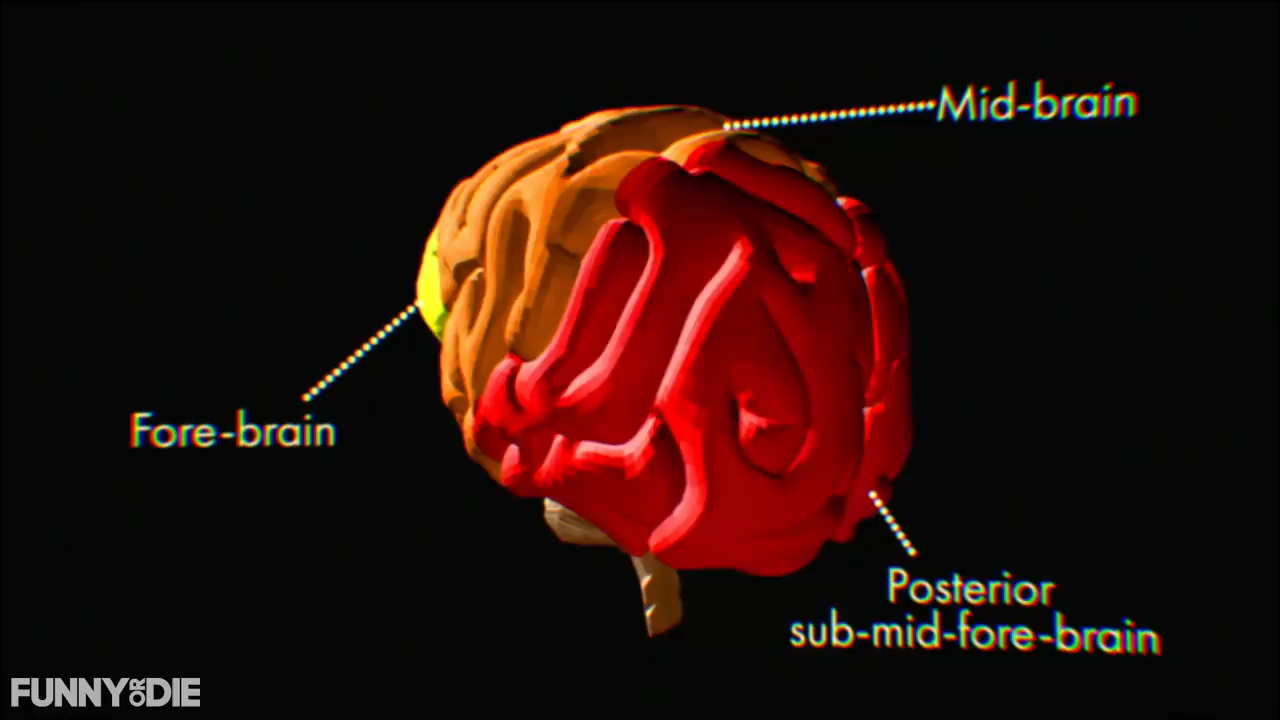 Mid-brain
Fore-brain
Posterior
sub-mid-fore-brain
FUNNY OR DIE